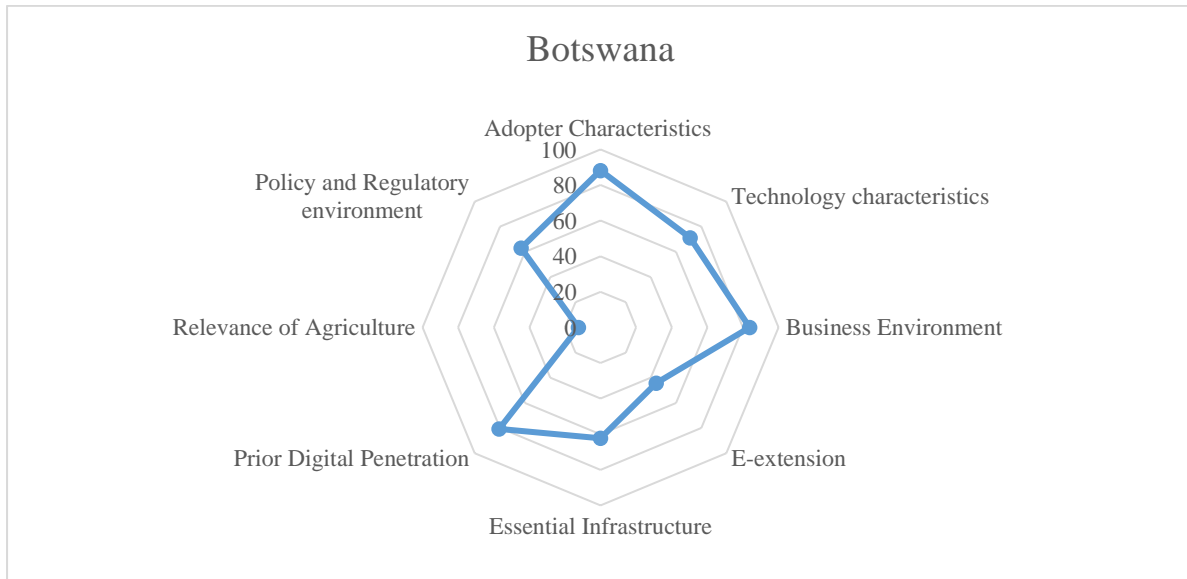 Botswana
Adopter Characteristics
100
80
60
40
20
0
Technology characteristics
Business Environment
E-extension
Essential Infrastructure
Prior Digital Penetration
Relevance of Agriculture
Policy and Regulatory
environment